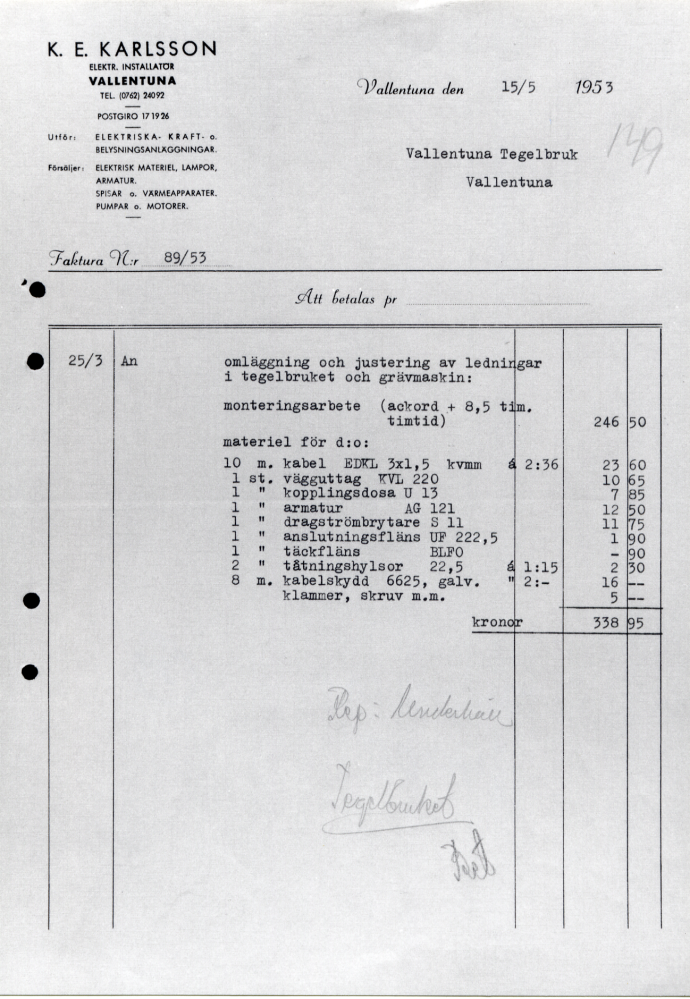 K. E. KARLSSON
ELEKTR. INSTALLATÖR
VALLENTUNA
TEL. (0762) 24092
POSTGIRO 17 19 26
Utför: ELEKTRISKA- KRAFT- o.
BELYSNINGSANLÄGGNINGAR.
Försäljer: ELEKTRISK MATERIEL, LAMPOR,
ARMATUR.
SPISAR o. VÄRMEAPPARATER.
PUMPAR o. MOTORER.
Vallentuna den 15/5 1953
149
Vallentuna Tegelbruk
Vallentuna
Faktura N:r 89/53
Att betalas pr
25/3 An omläggning och justering av ledningar
i tegelbruket och grävmaskin:
monteringsarbete (ackord + 8,5 tim.
timtid) 246 50
materiel för d:o:
10 m. kabel EDKL 3x1,5 kvmm á 2:36 23 60
1 st. vägguttag KVL 220 10 65
1 " kopplingsdosa U 13 7 85
1 " armatur AG 121 12 50
1 " dragströmbrytare S 11 11 75
1 " anslutningsfläns UF 222,5 1 90
1 " täckfläns BLFO - 90
2 " tätningshylsor 22,5 á 1:15 2 30
8 m. kabelskydd 6625, galv. " 2:- 16 --
klammer, skruv m.m. 5 --
kronor 338 95
Rep: Underhåll
Tegelbruket